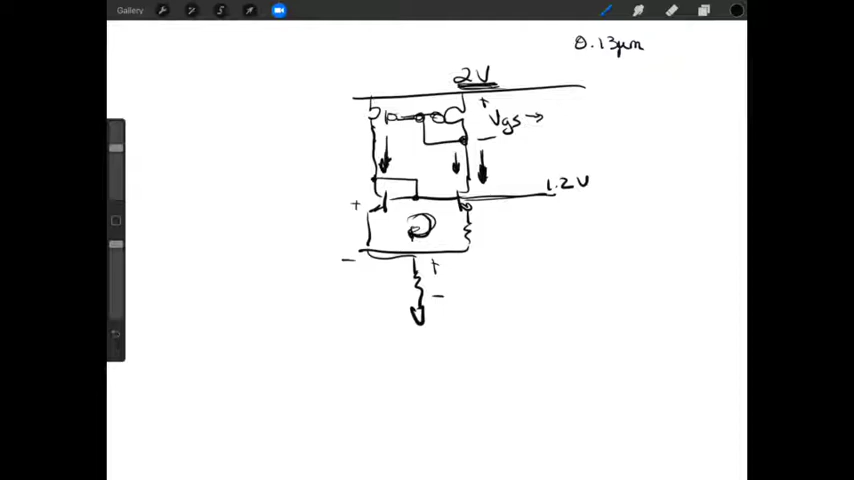 Gallery
0.13μm
2V
+
Vgs →
−
1.2V
+
−
+
−